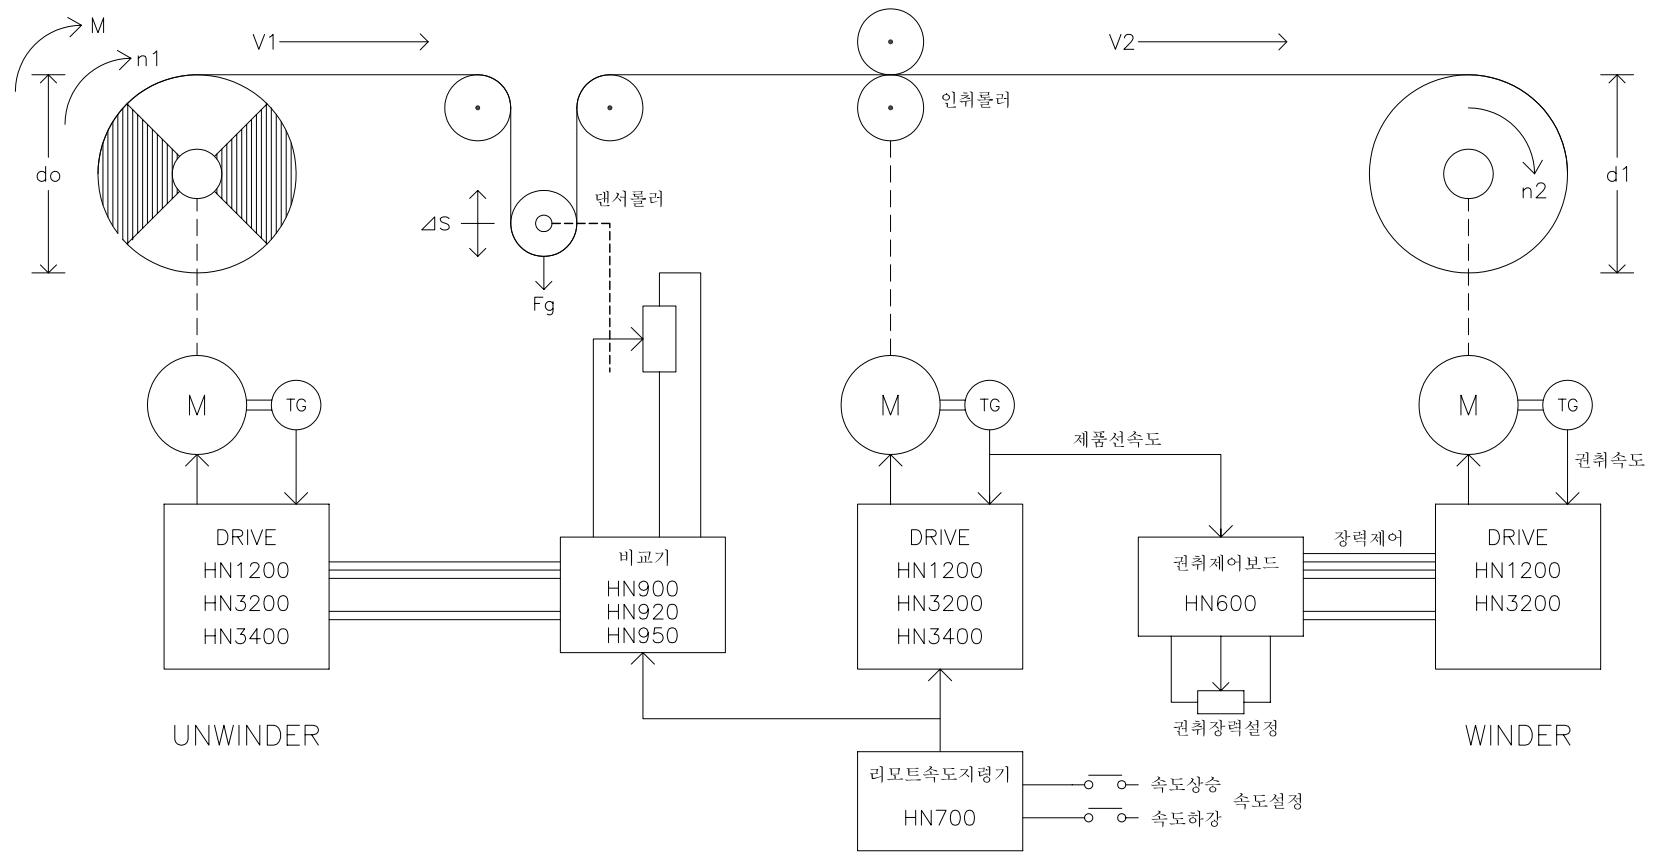 M
n1
V1
V2
인취롤러
do
댄서롤러
⊿S
Fg
n2
d1
M
TG
M
TG
M
TG
제품선속도
권취속도
DRIVE
HN1200
HN3200
HN3400
비교기
HN900
HN920
HN950
DRIVE
HN1200
HN3200
HN3400
권취제어보드
HN600
장력제어
DRIVE
HN1200
HN3200
권취장력설정
UNWINDER
WINDER
리모트속도지령기
HN700
속도상승
속도하강
속도설정